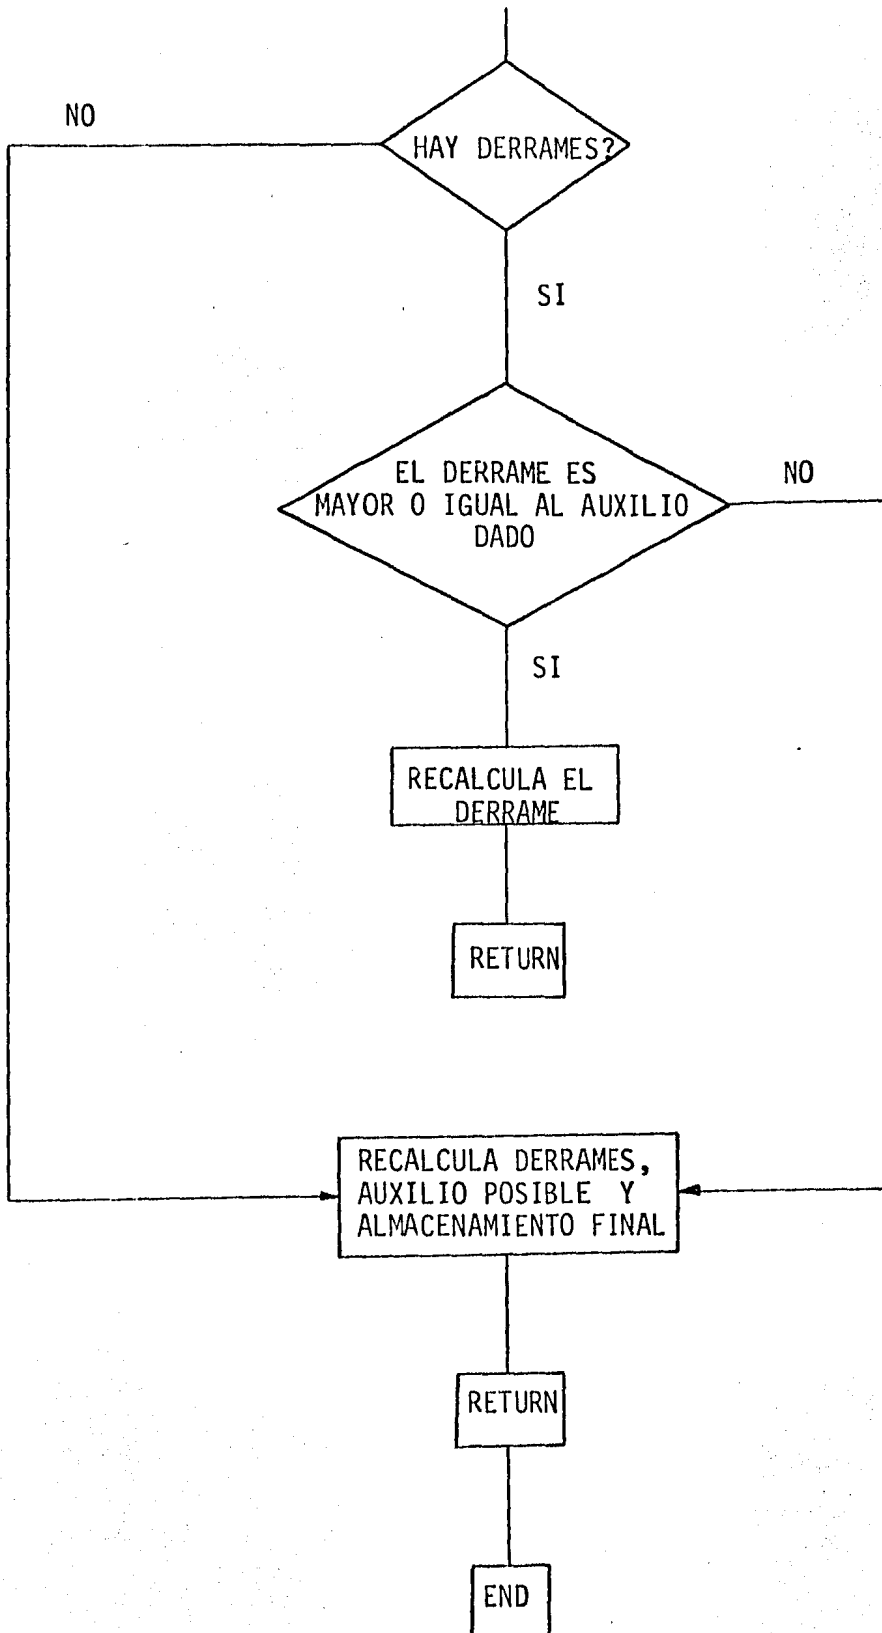 NO
HAY DERRAMES?
SI
EL DERRAME ES
MAYOR O IGUAL AL AUXILIO
DADO
NO
SI
RECALCULA EL
DERRAME
RETURN
RECALCULA DERRAMES,
AUXILIO POSIBLE Y
ALMACENAMIENTO FINAL
RETURN
END